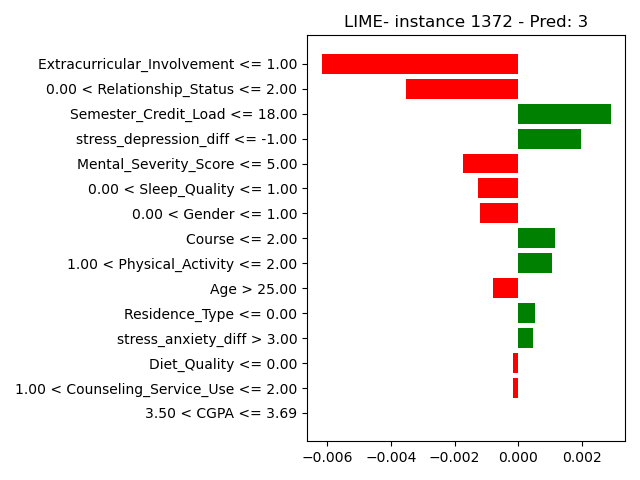 LIME- instance 1372 - Pred: 3
Extracurricular_Involvement <= 1.00
0.00 < Relationship_Status <= 2.00
Semester_Credit_Load <= 18.00
stress_depression_diff <= -1.00
Mental_Severity_Score <= 5.00
0.00 < Sleep_Quality <= 1.00
0.00 < Gender <= 1.00
Course <= 2.00
1.00 < Physical_Activity <= 2.00
Age > 25.00
Residence_Type <= 0.00
stress_anxiety_diff > 3.00
Diet_Quality <= 0.00
1.00 < Counseling_Service_Use <= 2.00
3.50 < CGPA <= 3.69
−0.006 −0.004 −0.002 0.000 0.002